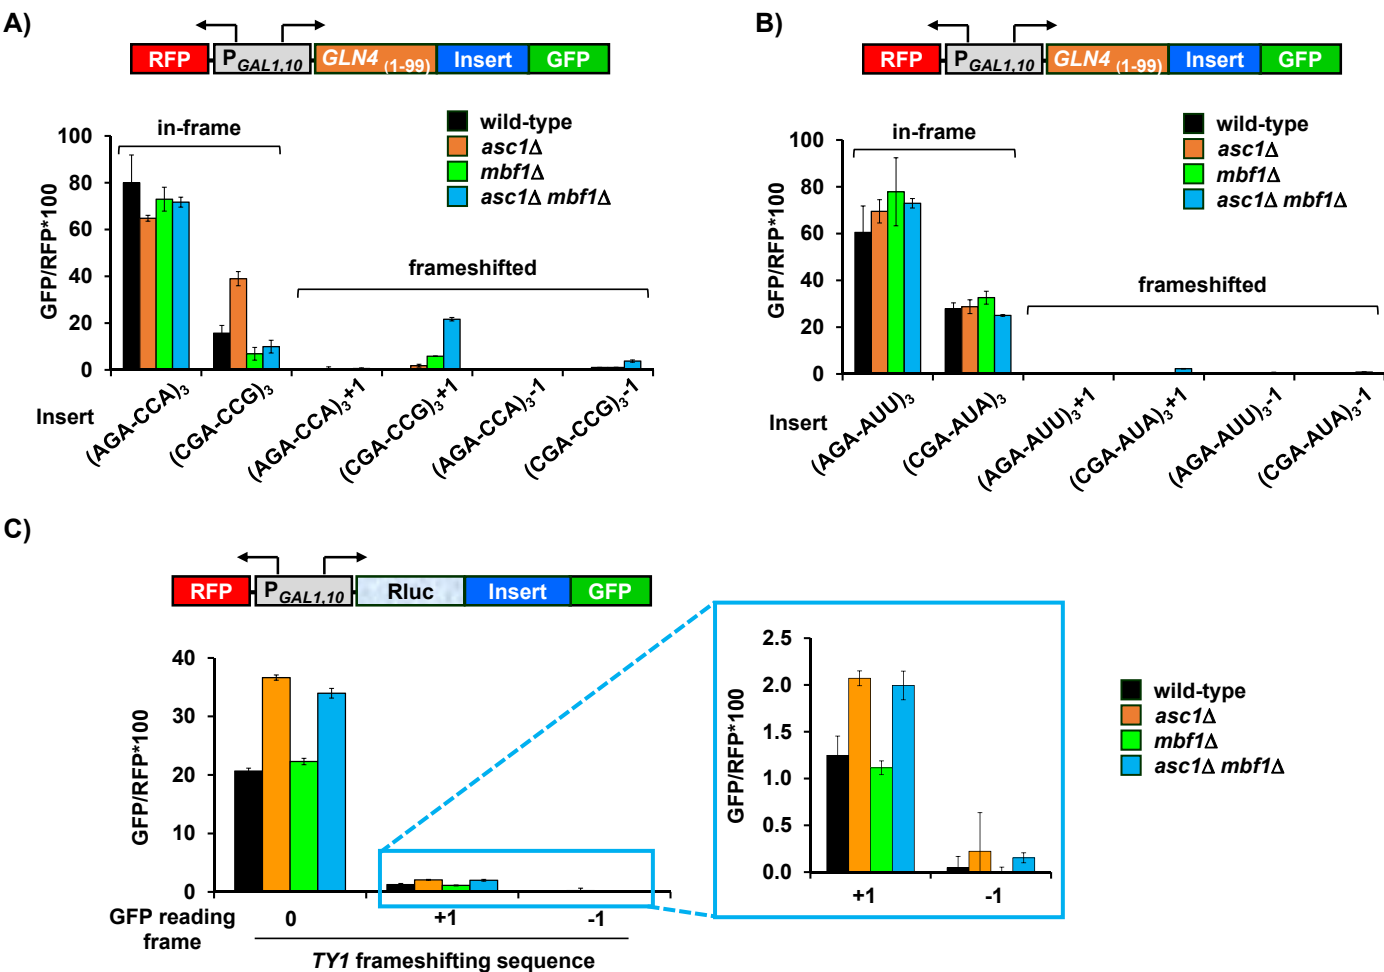 A)
RFP P GAL1,10 GLN4 (1-99) Insert GFP
wild-type
asc1Δ
mbf1Δ
asc1Δ mbf1Δ
in-frame
frameshifted
GFP/RFP*100
100
80
60
40
20
0
Insert
(AGA-CCA)3
(CGA-CCG)3
(AGA-CCA)3+1
(CGA-CCG)3+1
(AGA-CCA)3-1
(CGA-CCG)3-1
B)
RFP P GAL1,10 GLN4 (1-99) Insert GFP
wild-type
asc1Δ
mbf1Δ
asc1Δ mbf1Δ
in-frame
frameshifted
GFP/RFP*100
100
80
60
40
20
0
(AGA-AUU)3
(CGA-AUA)3
(AGA-AUU)3+1
(CGA-AUA)3+1
(AGA-AUU)3-1
(CGA-AUA)3-1
C)
RFP P GAL1,10 Rluc Insert GFP
GFP/RFP*100
40
30
20
10
0
GFP reading
frame
0 +1 -1
TY1 frameshifting sequence
GFP/RFP*100
2.5
2.0
1.5
1.0
0.5
0.0
+1 -1
wild-type
asc1Δ
mbf1Δ
asc1Δ mbf1Δ